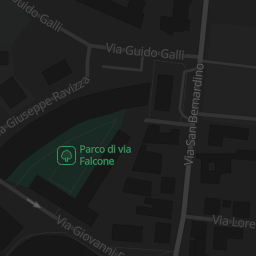 Guido Galli
Via Guido Galli
Via Giuseppe Ravizza
Via San Bernardino
Parco di via
Falcone
Via Giovanni
Via Lore